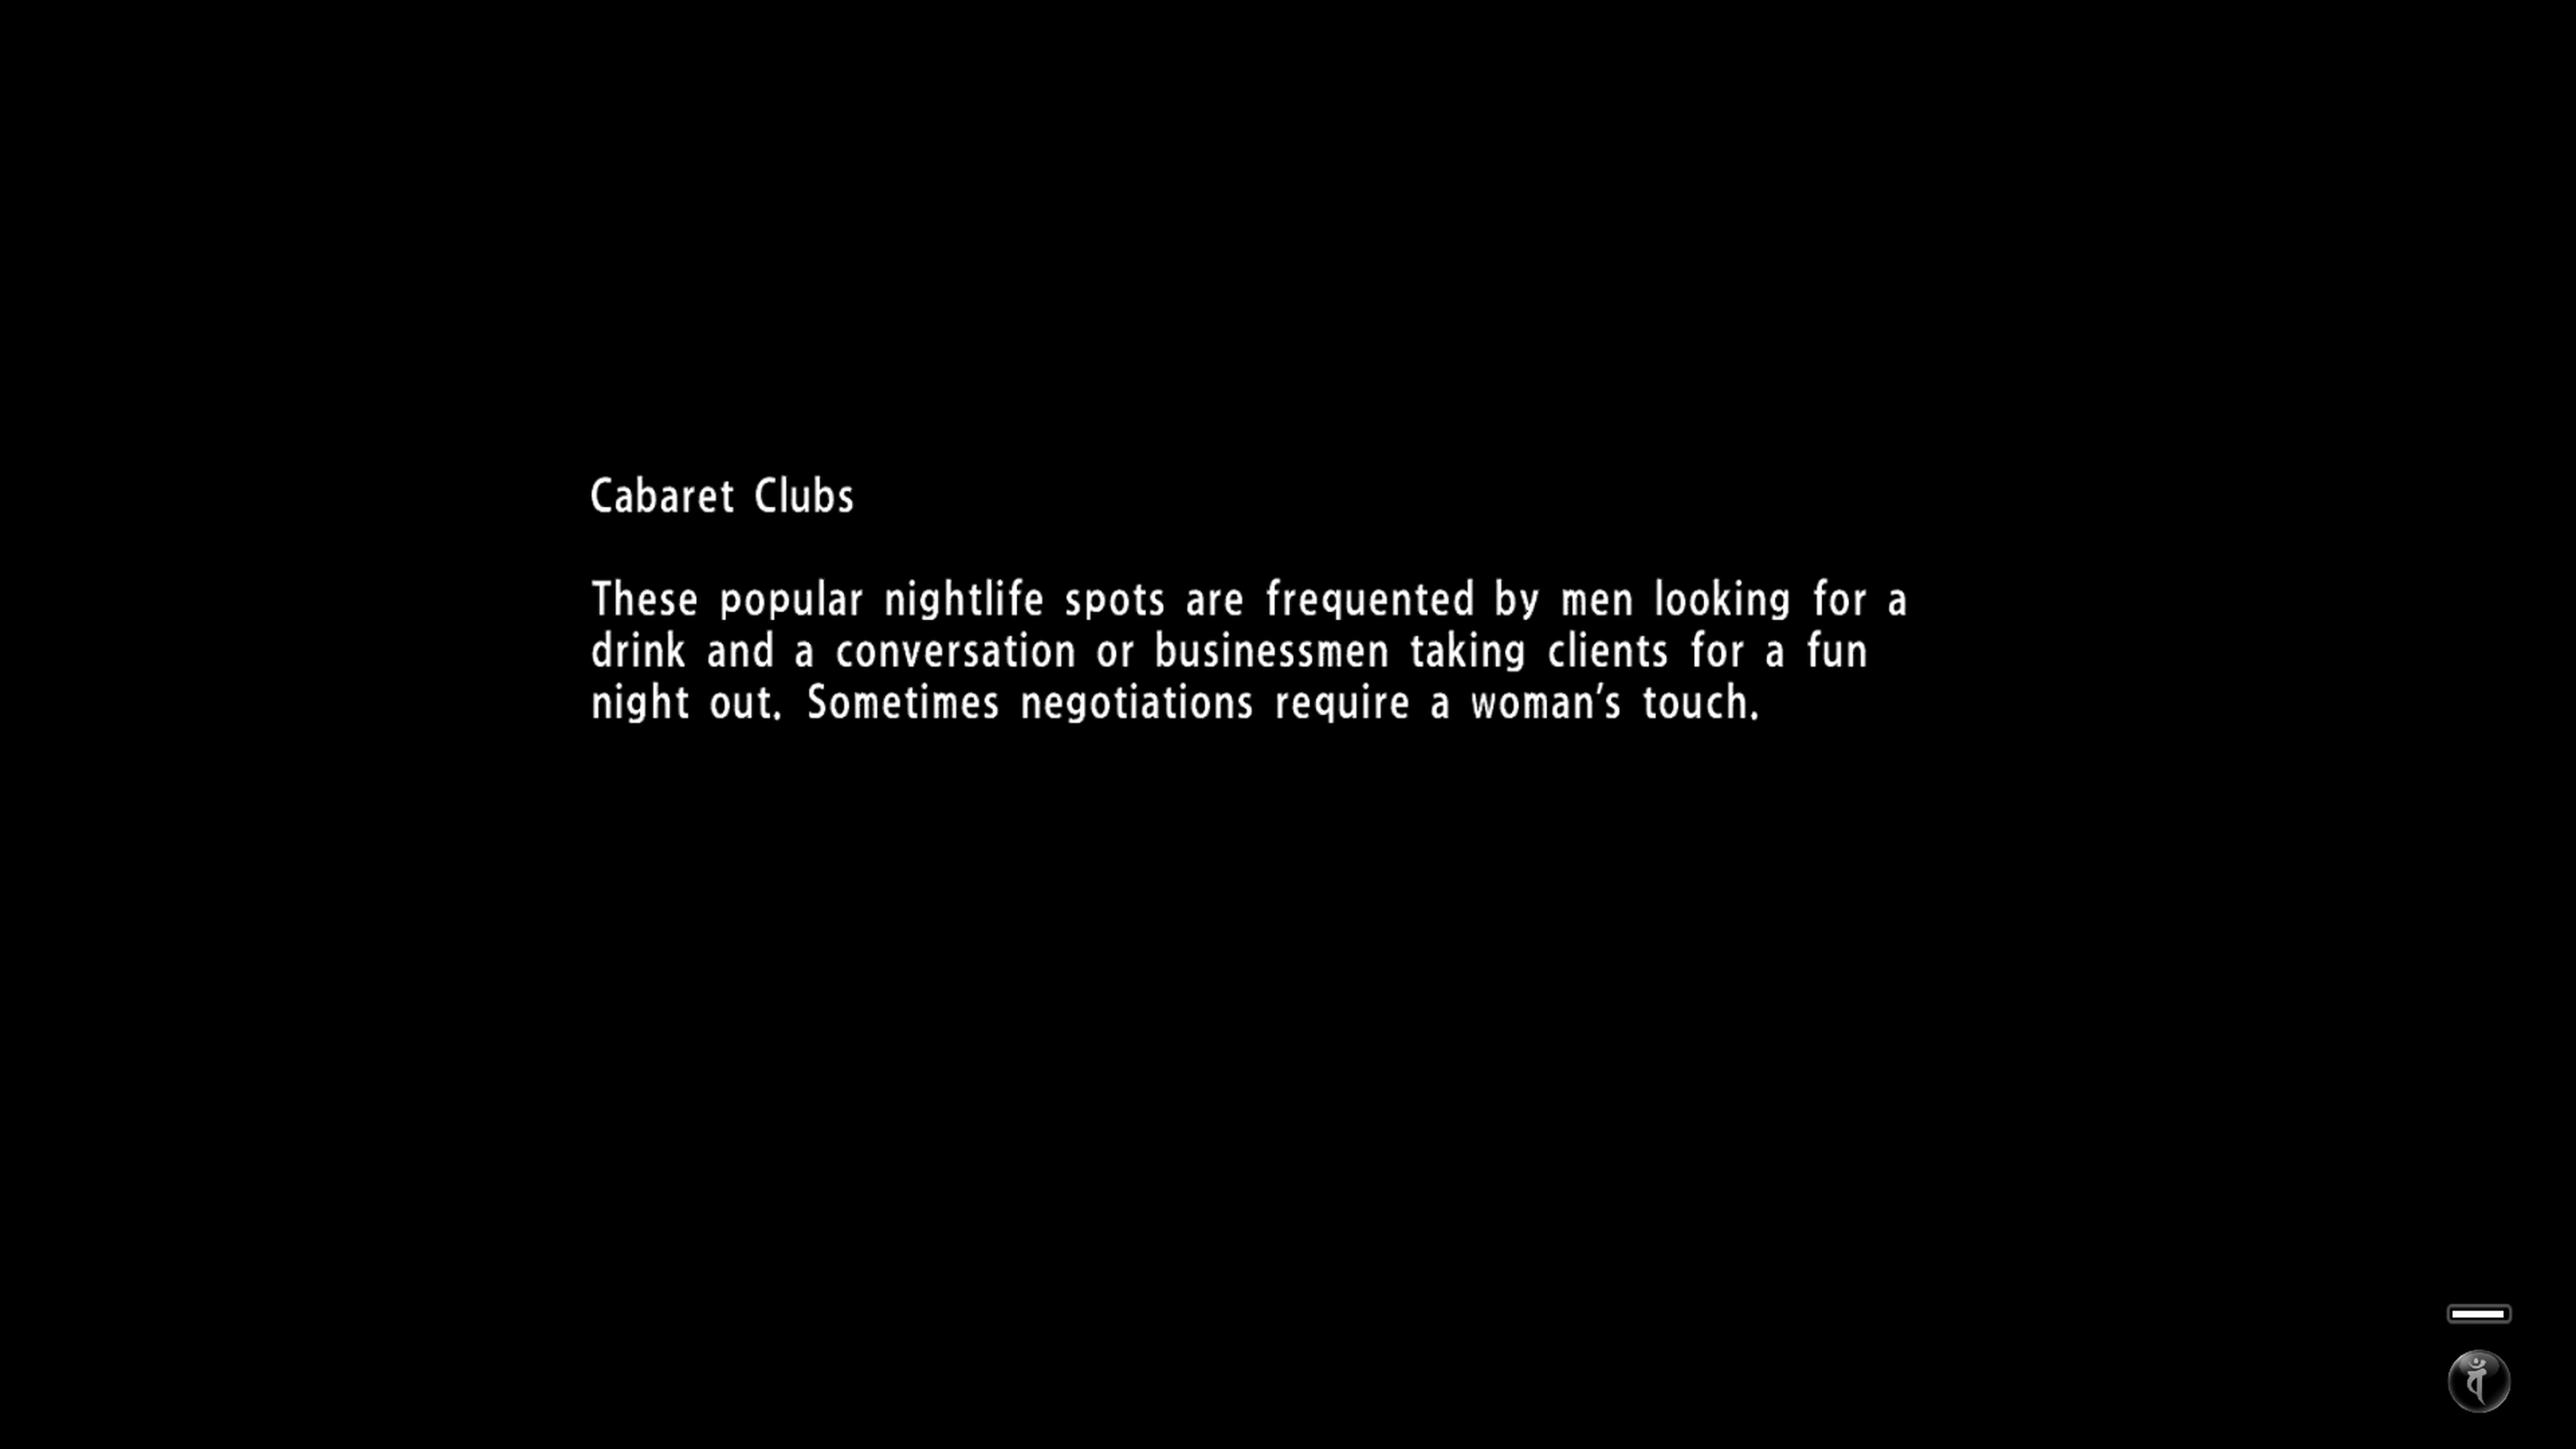 Cabaret Clubs
These popular nightlife spots are frequented by men looking for a
drink and a conversation or businessmen taking clients for a fun
night out. Sometimes negotiations require a woman's touch.